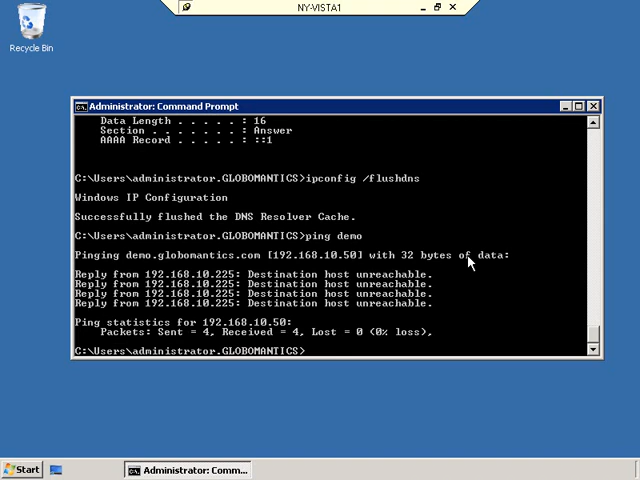 NY-VISTA1
Recycle Bin
Administrator: Command Prompt
Data Length . . . . . : 16
Section . . . . . . . : Answer
AAAA Record . . . . . : ::1
C:\Users\administrator.GLOBOMANTICS>ipconfig /flushdns
Windows IP Configuration
Successfully flushed the DNS Resolver Cache.
C:\Users\administrator.GLOBOMANTICS>ping demo
Pinging demo.globomantics.com [192.168.10.50] with 32 bytes of data:
Reply from 192.168.10.225: Destination host unreachable.
Reply from 192.168.10.225: Destination host unreachable.
Reply from 192.168.10.225: Destination host unreachable.
Reply from 192.168.10.225: Destination host unreachable.
Ping statistics for 192.168.10.50:
Packets: Sent = 4, Received = 4, Lost = 0 (0% loss),
C:\Users\administrator.GLOBOMANTICS>
Start
Administrator: Comm...